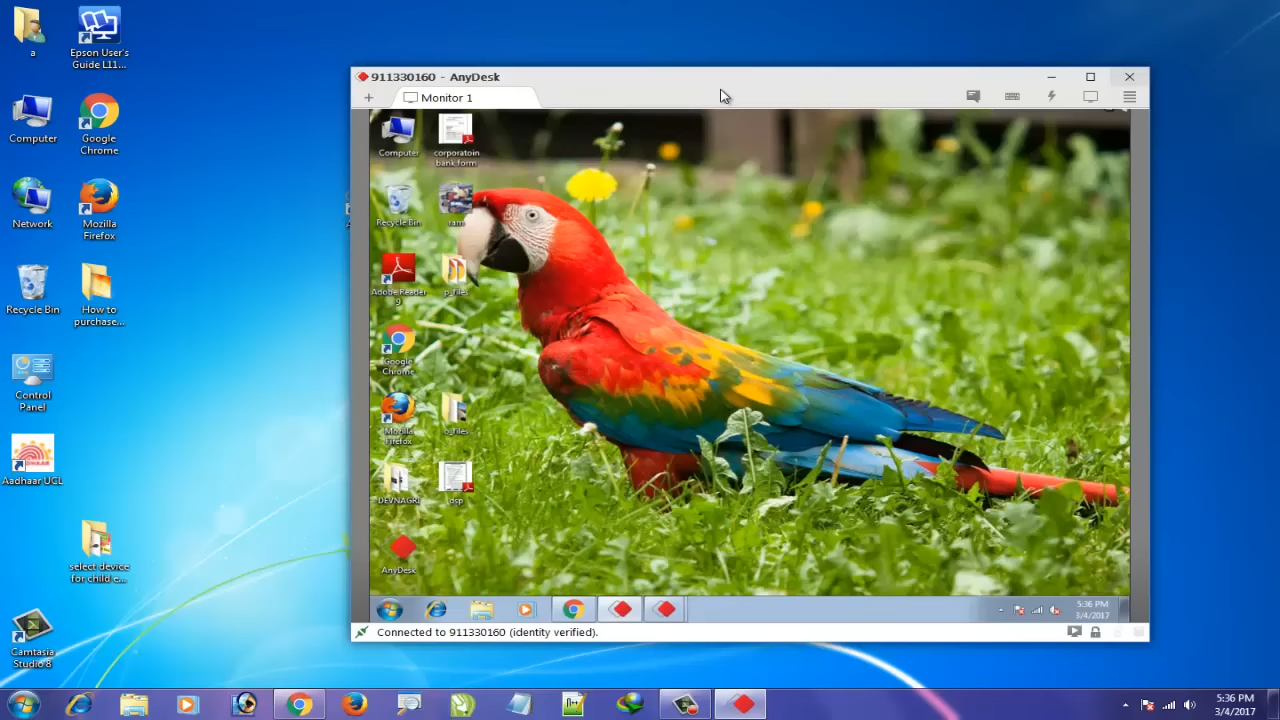 a
Epson User's
Guide L11...
Computer
Google
Chrome
Network
Mozilla
Firefox
Recycle Bin
How to
purchase...
Control
Panel
Aadhaar UCL
select device
for child e...
Camtasia
Studio 8
911330160 - AnyDesk
+ Monitor 1
Computer
corporatoin
bank form
Recycle Bin
ram
Adobe Reader
9
p_files
Google
Chrome
Mozilla
Firefox
DEVNAGRI
dsp
AnyDesk
5:36 PM
3/4/2017
Connected to 911330160 (identity verified).
5:36 PM
3/4/2017